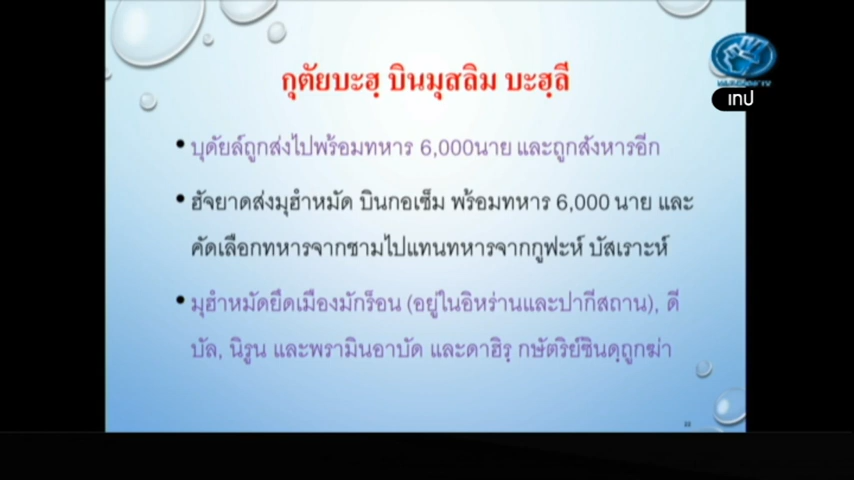 กุตัยบะฮฺ บินมุสลิม บะฮฺลี
เทป
• บุดัยล์ถูกส่งไปพร้อมทหาร 6,000นาย และถูกสังหารอีก
• ฮัจยาดส่งมุฮำหมัด บินกอเซ็ม พร้อมทหาร 6,000 นาย และ
คัดเลือกทหารจากชามไปแทนทหารจากกูฟะห์ บัสเราะห์
• มุฮำหมัดยึดเมืองมักร็อน (อยู่ในอิหร่านและปากีสถาน), ดี
บัล, นิรูน และพรามินอาบัด และดาฮิรฺ กษัตริย์ซินดฺถูกฆ่า